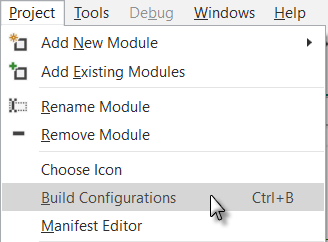 Project Tools Debug Windows Help
Add New Module
Add Existing Modules
Rename Module
Remove Module
Choose Icon
Build Configurations Ctrl+B
Manifest Editor